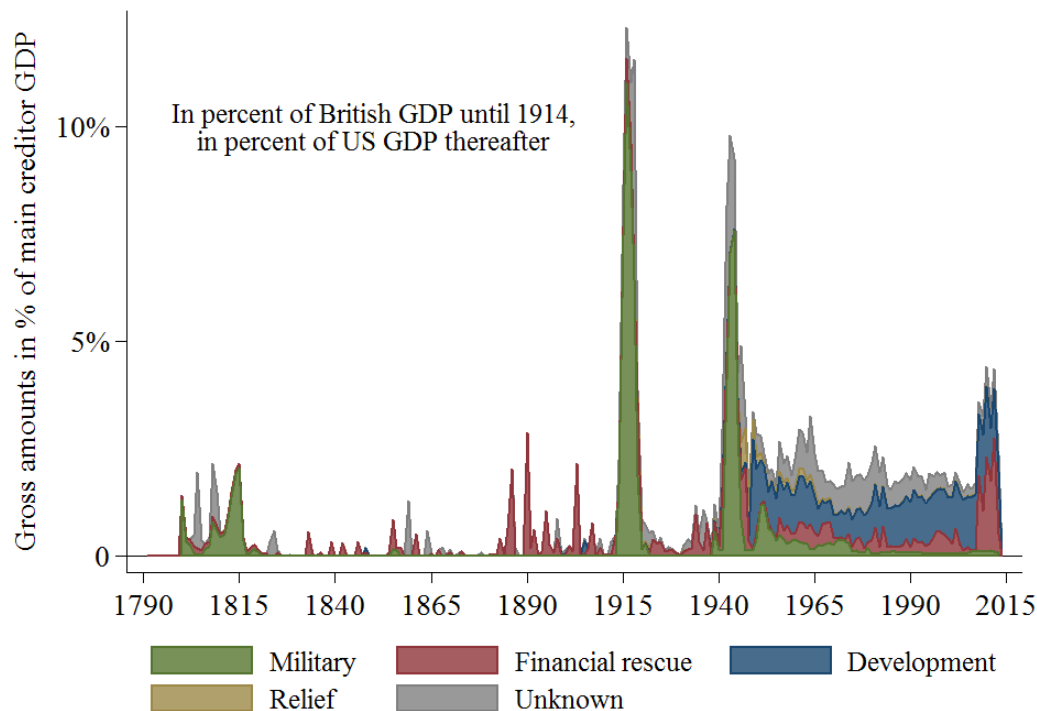 Gross amounts in % of main creditor GDP
In percent of British GDP until 1914,
in percent of US GDP thereafter
10%
5%
0
1790 1815 1840 1865 1890 1915 1940 1965 1990 2015
Military Financial rescue Development
Relief Unknown